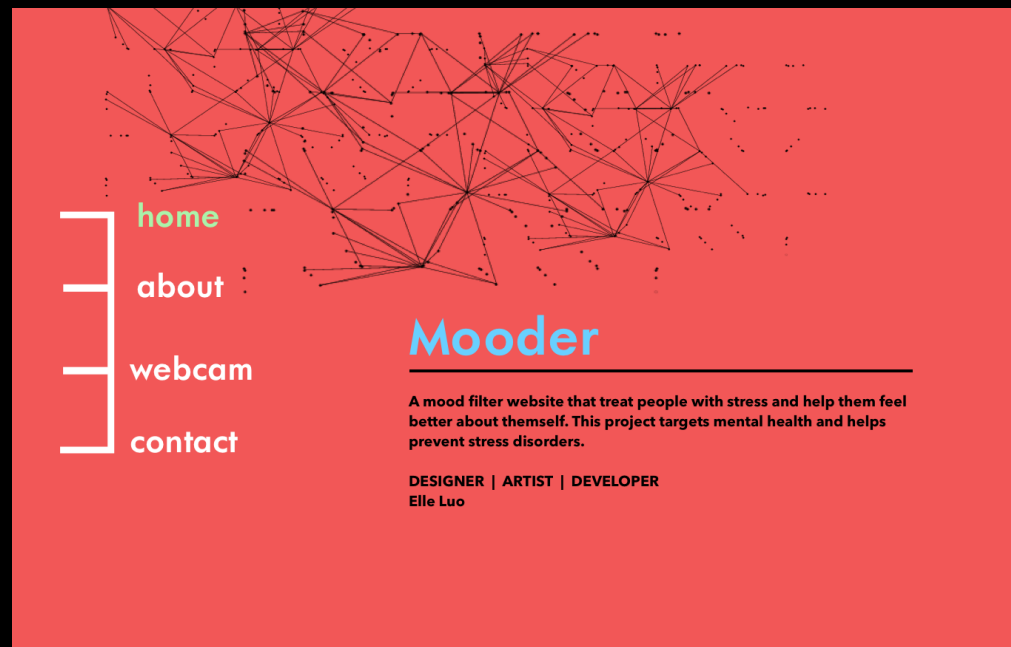 home
about
webcam
contact
Mooder
A mood filter website that treat people with stress and help them feel
better about themself. This project targets mental health and helps
prevent stress disorders.
DESIGNER | ARTIST | DEVELOPER
Elle Luo